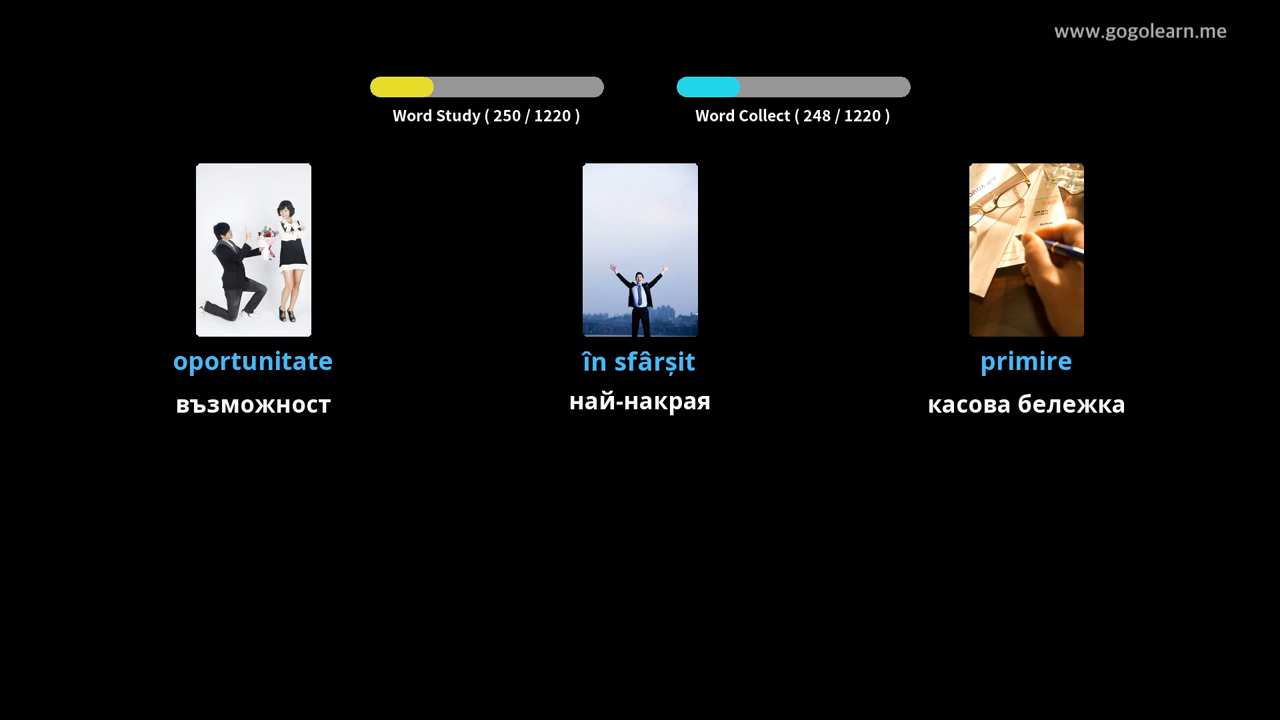 www.gogolearn.me
Word Study ( 250 / 1220 )
Word Collect ( 248 / 1220 )
oportunitate
în sfârșit
primire
възможност
най-накрая
касова бележка